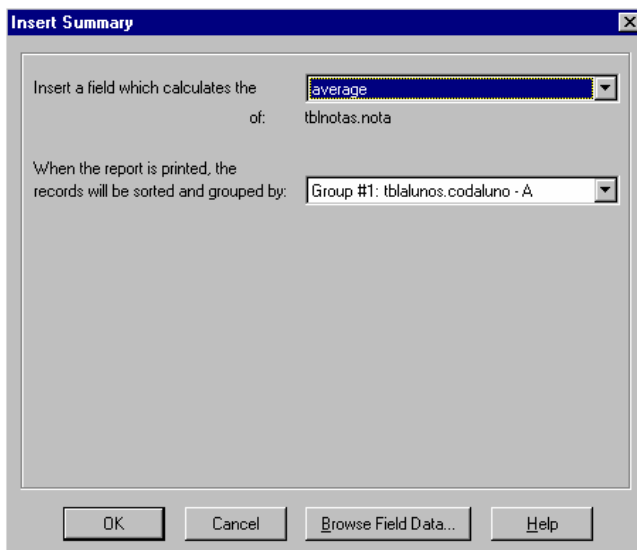 Insert Summary
Insert a field which calculates the average
of: tblnotas.nota
When the report is printed, the
records will be sorted and grouped by: Group #1: tblalunos.codaluno - A
OK Cancel Browse Field Data... Help